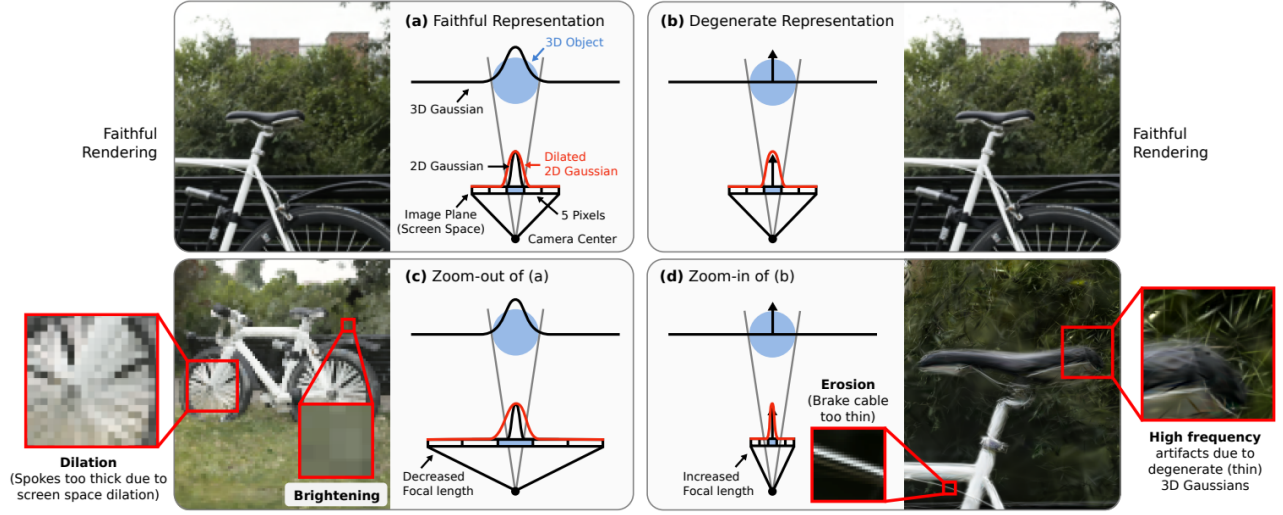 (a) Faithful Representation
3D Object
3D Gaussian
2D Gaussian
Dilated
2D Gaussian
Image Plane
(Screen Space)
5 Pixels
Camera Center
Faithful
Rendering
(b) Degenerate Representation
Faithful
Rendering
(c) Zoom-out of (a)
Decreased
Focal length
Dilation
(Spokes too thick due to
screen space dilation)
Brightening
(d) Zoom-in of (b)
Erosion
(Brake cable
too thin)
Increased
Focal length
High frequency
artifacts due to
degenerate (thin)
3D Gaussians